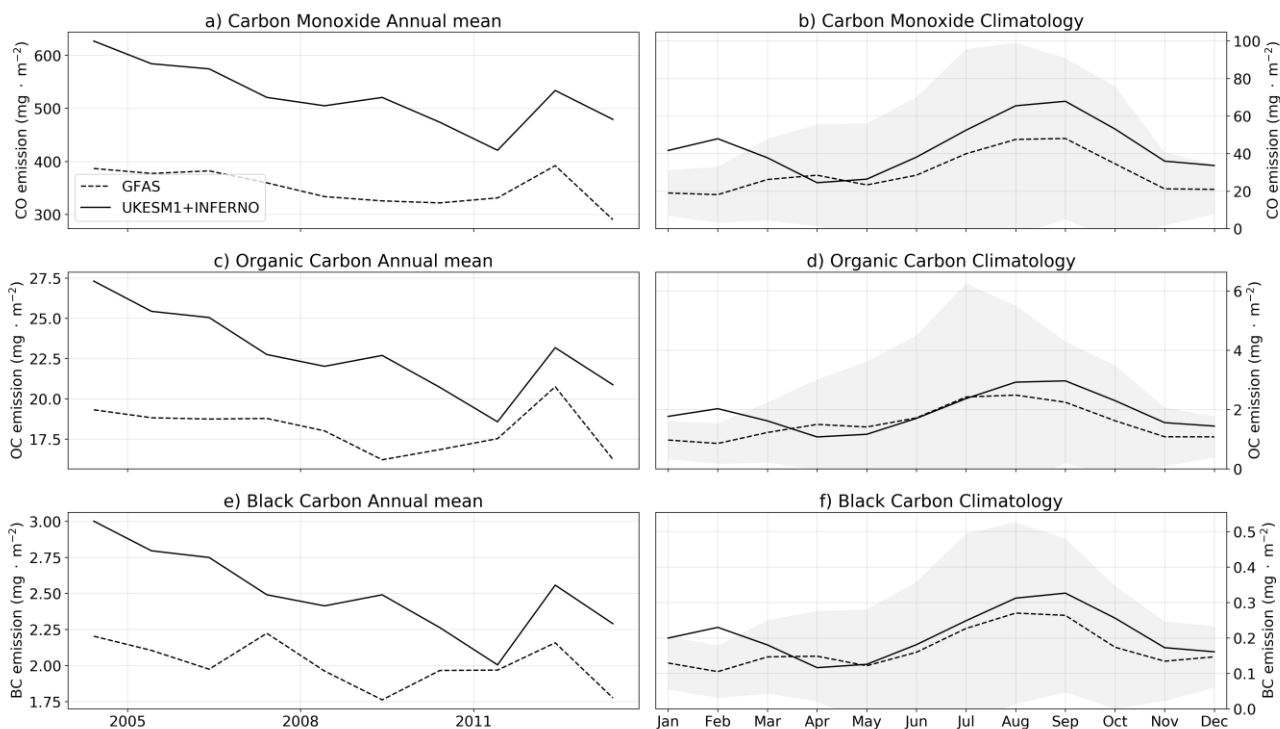 a) Carbon Monoxide Annual mean
CO emission (mg · m⁻²)
600
500
400
300
GFAS
UKESM1+INFERNO
b) Carbon Monoxide Climatology
100
80
60
40
20
0
CO emission (mg · m⁻²)
c) Organic Carbon Annual mean
OC emission (mg · m⁻²)
27.5
25.0
22.5
20.0
17.5
d) Organic Carbon Climatology
6
4
2
0
OC emission (mg · m⁻²)
e) Black Carbon Annual mean
BC emission (mg · m⁻²)
3.00
2.75
2.50
2.25
2.00
1.75
2005 2008 2011
f) Black Carbon Climatology
0.5
0.4
0.3
0.2
0.1
0.0
BC emission (mg · m⁻²)
Jan Feb Mar Apr May Jun Jul Aug Sep Oct Nov Dec